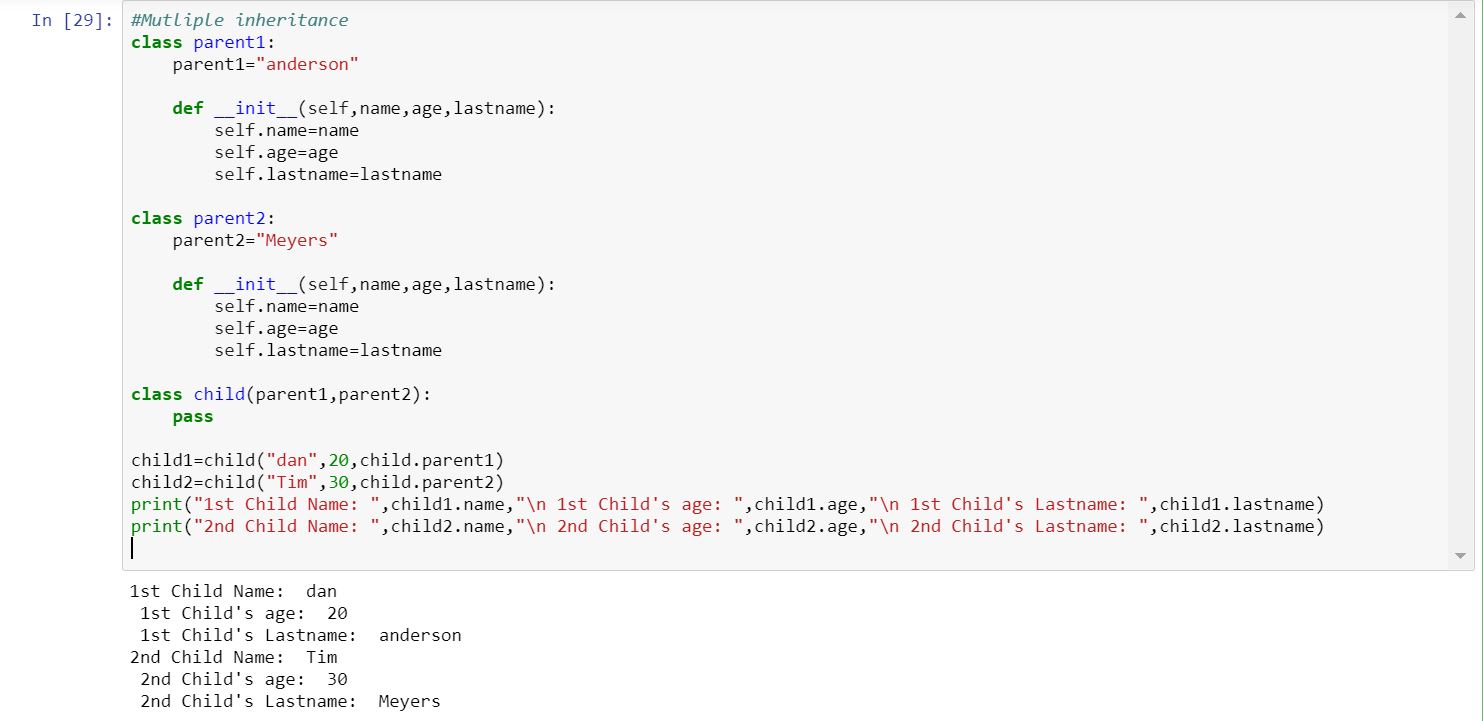 In [29]: #Mutliple inheritance
class parent1:
    parent1="anderson"

    def __init__(self,name,age,lastname):
        self.name=name
        self.age=age
        self.lastname=lastname

class parent2:
    parent2="Meyers"

    def __init__(self,name,age,lastname):
        self.name=name
        self.age=age
        self.lastname=lastname

class child(parent1,parent2):
    pass

child1=child("dan",20,child.parent1)
child2=child("Tim",30,child.parent2)
print("1st Child Name: ",child1.name,"\n 1st Child's age: ",child1.age,"\n 1st Child's Lastname: ",child1.lastname)
print("2nd Child Name: ",child2.name,"\n 2nd Child's age: ",child2.age,"\n 2nd Child's Lastname: ",child2.lastname)

1st Child Name:  dan
 1st Child's age:  20
 1st Child's Lastname:  anderson
2nd Child Name:  Tim
 2nd Child's age:  30
 2nd Child's Lastname:  Meyers